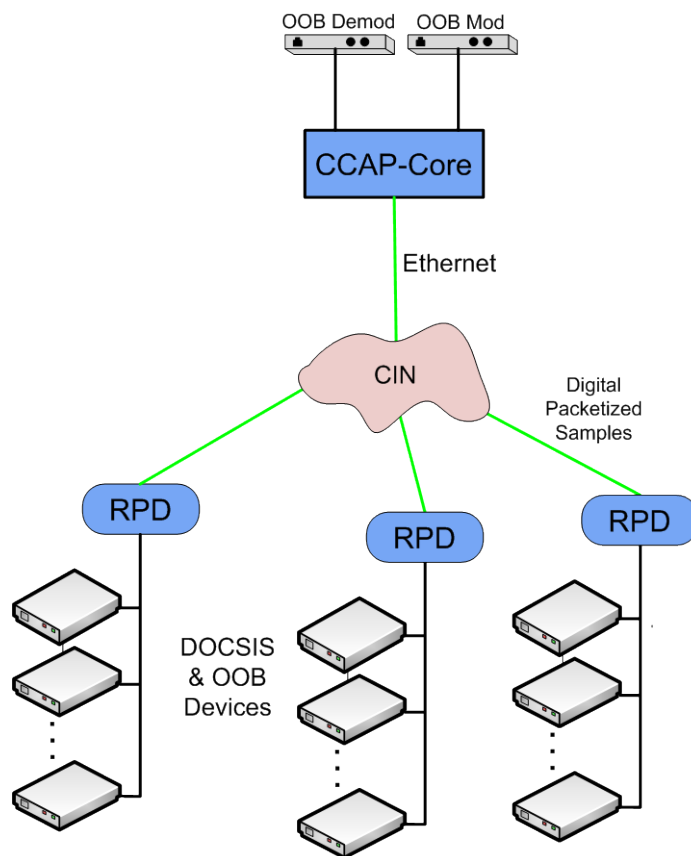 OOB Demod
OOB Mod
CCAP-Core
Ethernet
CIN
Digital
Packetized
Samples
RPD
RPD
RPD
DOCSIS
& OOB
Devices